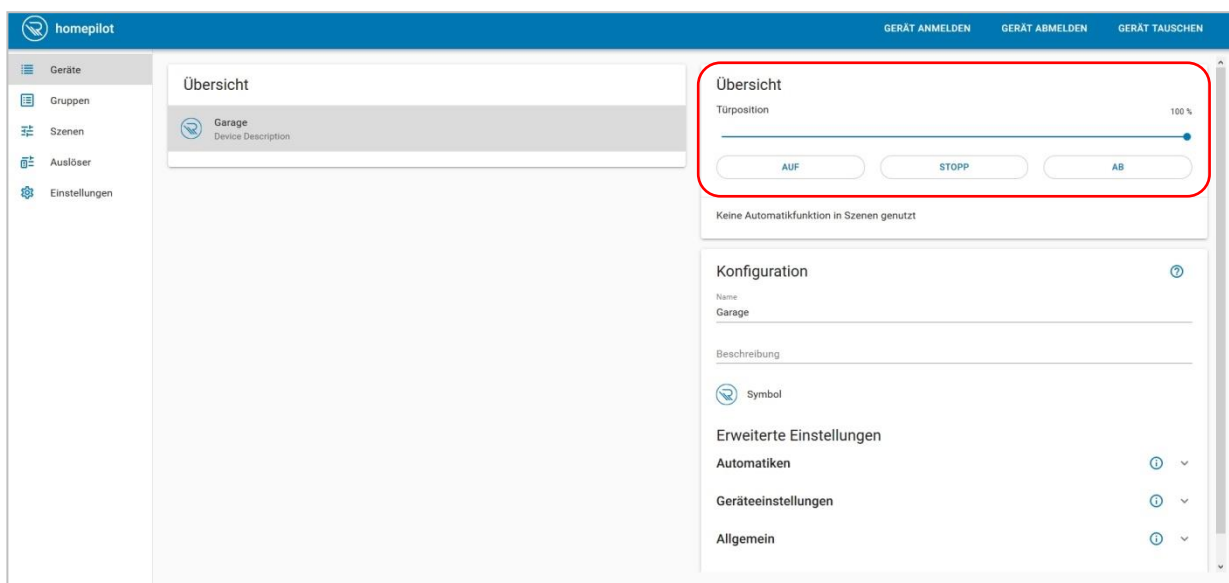 homepilot
GERÄT ANMELDEN GERÄT ABMELDEN GERÄT TAUSCHEN
Geräte
Gruppen
Szenen
Auslöser
Einstellungen
Übersicht
Garage
Device Description
Übersicht
Türposition 100 %
AUF STOPP AB
Keine Automatikfunktion in Szenen genutzt
Konfiguration
Name
Garage
Beschreibung
Symbol
Erweiterte Einstellungen
Automatiken
Geräteeinstellungen
Allgemein